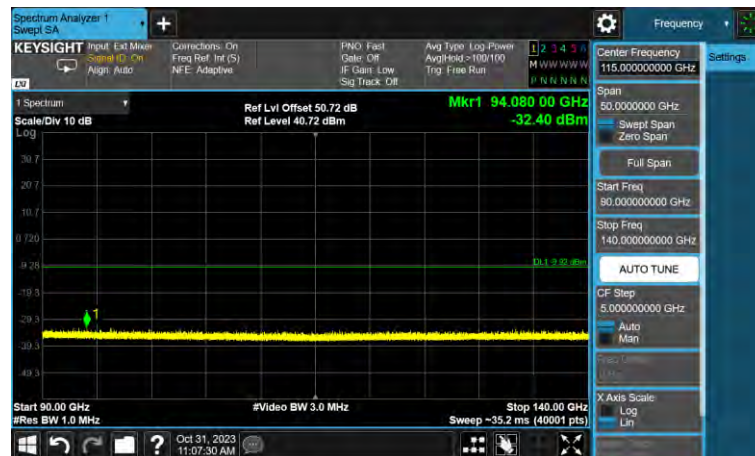 Spectrum Analyzer 1
Swept SA
+
Frequency
KEYSIGHT
Input: Ext Mixer
Signal ID: On
Align: Auto
Corrections: On
Freq Ref: Int (S)
NFE: Adaptive
PNO: Fast
Gate: Off
IF Gain: Low
Sig Track: Off
Avg Type: Log-Power
Avg|Hold:>100/100
Trig: Free Run
1 2 3 4 5 6
M W W W W W
P N N N N N
LXI
1 Spectrum
Scale/Div 10 dB
Log
Ref Lvl Offset 50.72 dB
Ref Level 40.72 dBm
Mkr1 94.080 00 GHz
-32.40 dBm
30.7
20.7
10.7
0.720
-9.28
-19.3
-29.3
-39.3
-49.3
DL1 -9.92 dBm
1
Start 90.00 GHz
#Res BW 1.0 MHz
#Video BW 3.0 MHz
Stop 140.00 GHz
Sweep ~35.2 ms (40001 pts)
?
Oct 31, 2023
11:07:30 AM
Center Frequency
115.000000000 GHz
Settings
Span
50.0000000 GHz
Swept Span
Zero Span
Full Span
Start Freq
90.000000000 GHz
Stop Freq
140.000000000 GHz
AUTO TUNE
CF Step
5.000000000 GHz
Auto
Man
X Axis Scale
Log
Lin